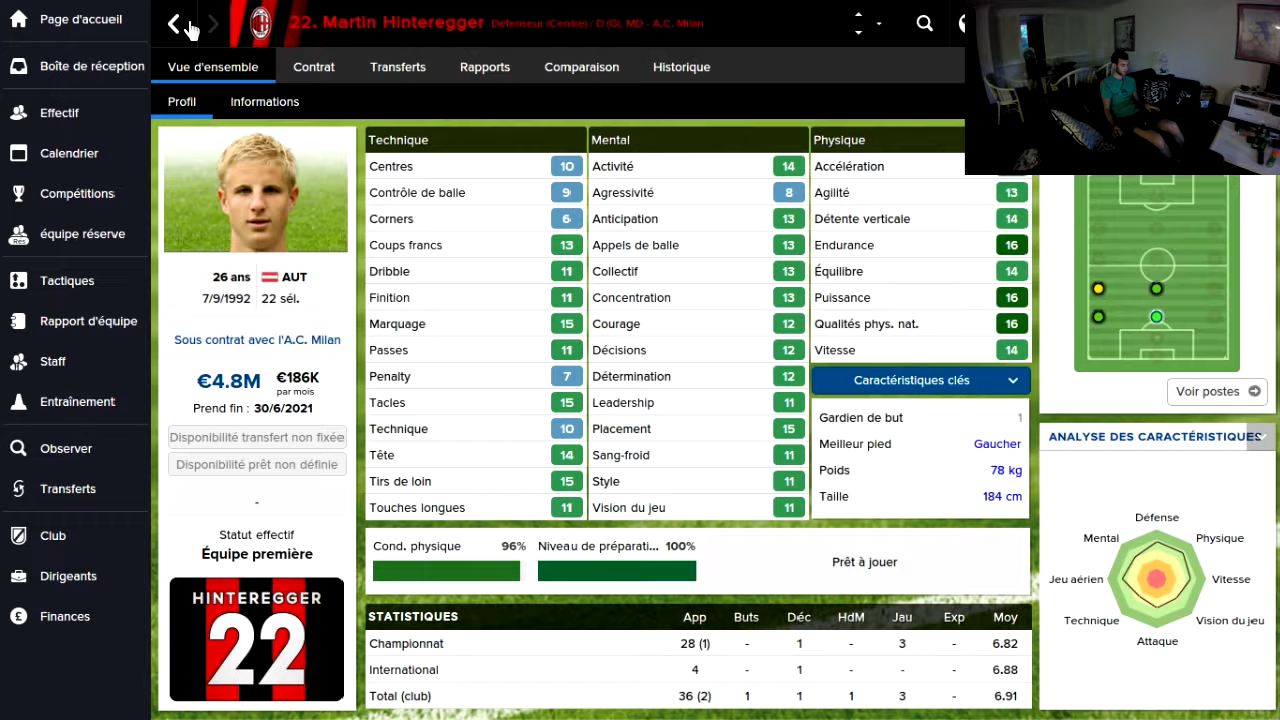 Page d'accueil
Boîte de réception
Effectif
Calendrier
Compétitions
Res
équipe réserve
Tactiques
Rapport d'équipe
Staff
Entraînement
Observer
Transferts
Club
Dirigeants
Finances
22. Martin Hinteregger Défenseur (Centre) / D (G), MD - A.C. Milan
Vue d'ensemble Contrat Transferts Rapports Comparaison Historique
Profil Informations
26 ans AUT
7/9/1992 22 sél.
Sous contrat avec l'A.C. Milan
€4.8M €186K
par mois
Prend fin : 30/6/2021
Disponibilité transfert non fixée
Disponibilité prêt non définie
-
Statut effectif
Équipe première
HINTEREGGER
22
Technique
Centres 10
Contrôle de balle 9
Corners 6
Coups francs 13
Dribble 11
Finition 11
Marquage 15
Passes 11
Penalty 7
Tacles 15
Technique 10
Tête 14
Tirs de loin 15
Touches longues 11
Mental
Activité 14
Agressivité 8
Anticipation 13
Appels de balle 13
Collectif 13
Concentration 13
Courage 12
Décisions 12
Détermination 12
Leadership 11
Placement 15
Sang-froid 11
Style 11
Vision du jeu 11
Physique
Accélération
Agilité 13
Détente verticale 14
Endurance 16
Équilibre 14
Puissance 16
Qualités phys. nat. 16
Vitesse 14
Caractéristiques clés
Gardien de but 1
Meilleur pied Gaucher
Poids 78 kg
Taille 184 cm
Cond. physique 96% Niveau de préparati... 100%
Prêt à jouer
STATISTIQUES App Buts Déc HdM Jau Exp Moy
Championnat 28 (1) - 1 - 3 - 6.82
International 4 - 1 - - - 6.88
Total (club) 36 (2) 1 1 1 3 - 6.91
Voir postes
ANALYSE DES CARACTÉRISTIQUES
Défense
Mental Physique
Jeu aérien Vitesse
Technique Vision du jeu
Attaque